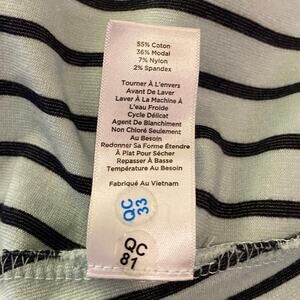 55% Coton
36% Modal
7% Nylon
2% Spandex
Tourner À L'envers
Avant De Laver
Laver À La Machine À
L'eau Froide
Cycle Délicat
Agent De Blanchiment
Non Chloré Seulement
Au Besoin
Redonner Sa Forme Étendre
À Plat Pour Sécher
Repasser À Basse
Température Au Besoin
Fabriqué Au Vietnam
QC
33
QC
81